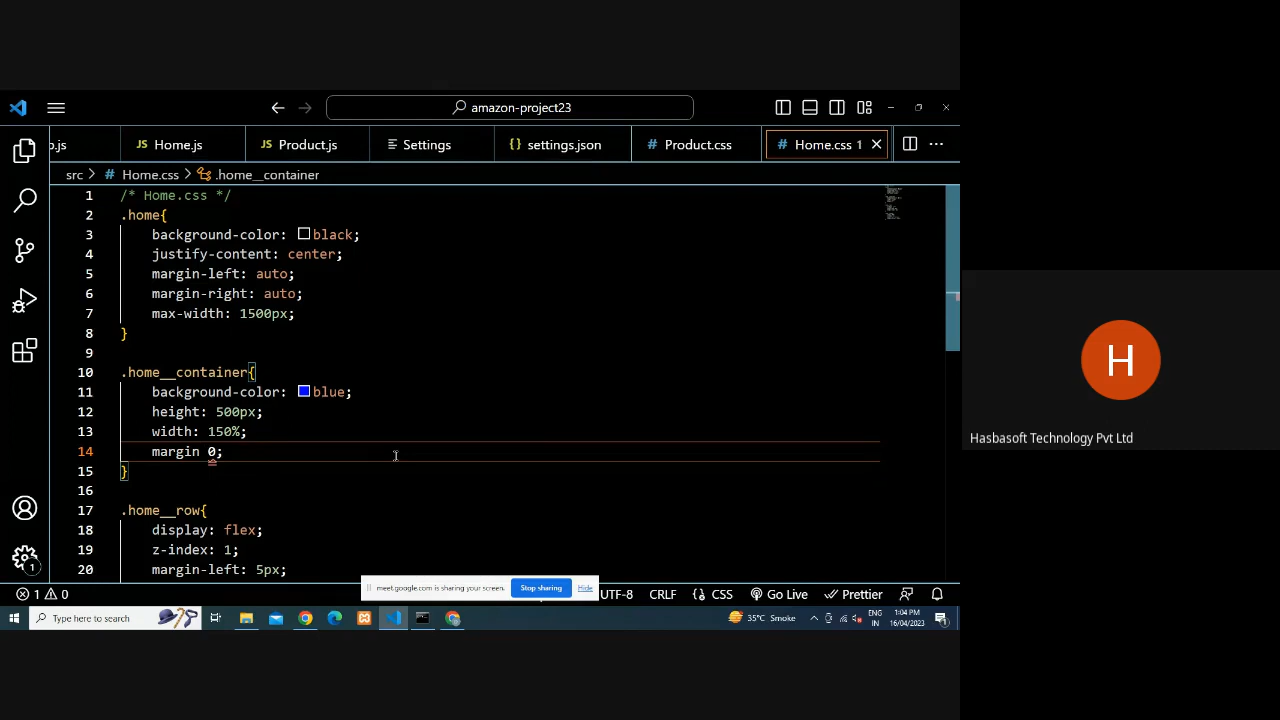 amazon-project23
o.js
JS Home.js
JS Product.js
Settings
{} settings.json
# Product.css
# Home.css 1
src > # Home.css > .home__container
1 /* Home.css */
2 .home{
3 background-color: black;
4 justify-content: center;
5 margin-left: auto;
6 margin-right: auto;
7 max-width: 1500px;
8 }
9
10 .home__container{
11 background-color: blue;
12 height: 500px;
13 width: 150%;
14 margin 0;
15 }
16
17 .home__row{
18 display: flex;
19 z-index: 1;
20 margin-left: 5px;
H
Hasbasoft Technology Pvt Ltd
1
meet.google.com is sharing your screen.
Stop sharing
Hide
1 0
UTF-8
CRLF
{} CSS
Go Live
Prettier
Type here to search
35°C Smoke
ENG
IN
1:04 PM
16/04/2023
1